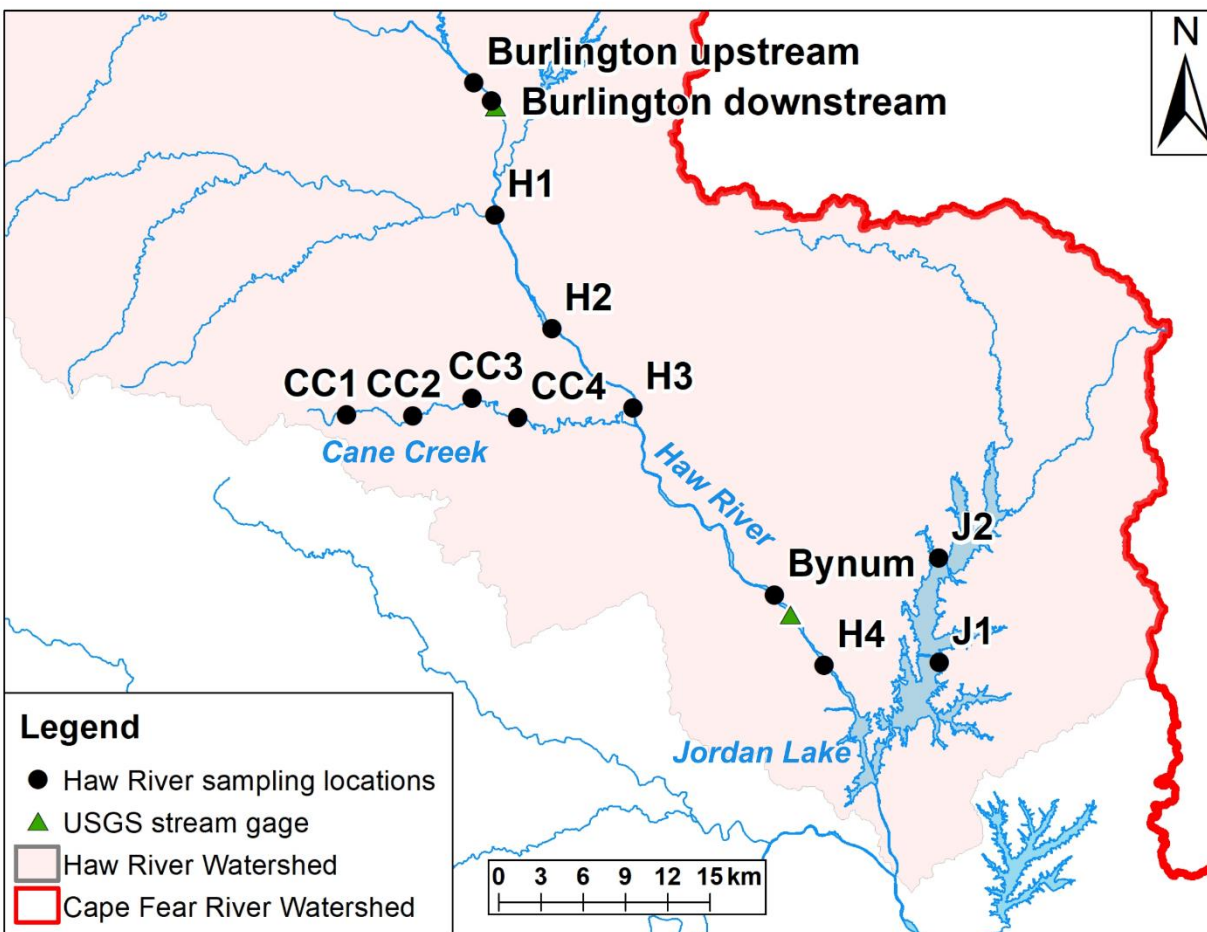 N
Burlington upstream
Burlington downstream
H1
H2
CC1
CC2
CC3
CC4
H3
Cane Creek
Haw River
J2
Bynum
H4
J1
Jordan Lake
Legend
Haw River sampling locations
USGS stream gage
Haw River Watershed
Cape Fear River Watershed
0 3 6 9 12 15 km